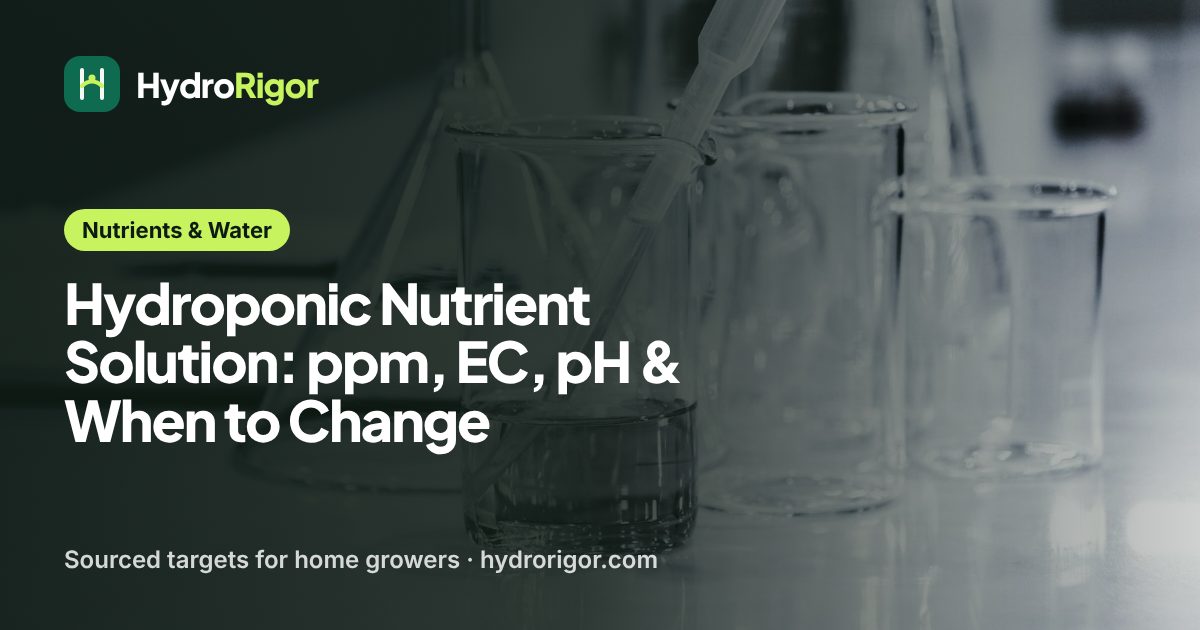 HydroRigor
Nutrients & Water
Hydroponic Nutrient
Solution: ppm, EC, pH &
When to Change
Sourced targets for home growers · hydrorigor.com